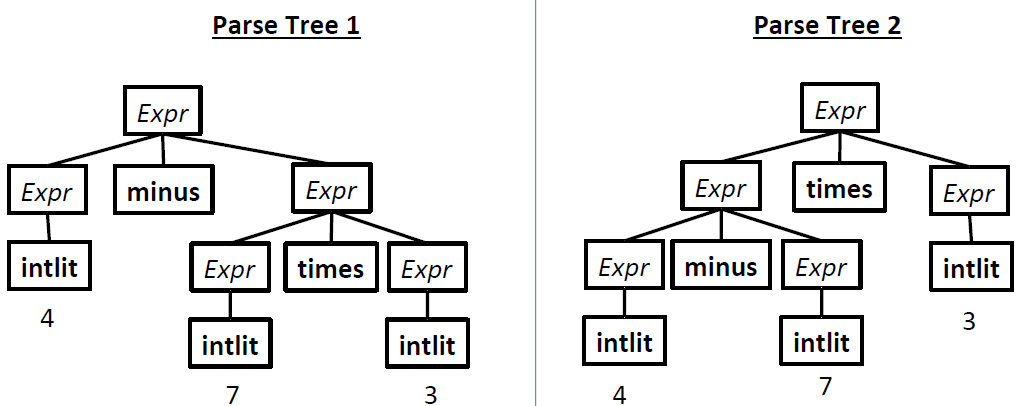 Parse Tree 1
Expr
Expr
minus
Expr
intlit
Expr
times
Expr
4
intlit
intlit
7
3
Parse Tree 2
Expr
Expr
times
Expr
Expr
minus
Expr
intlit
intlit
intlit
3
4
7